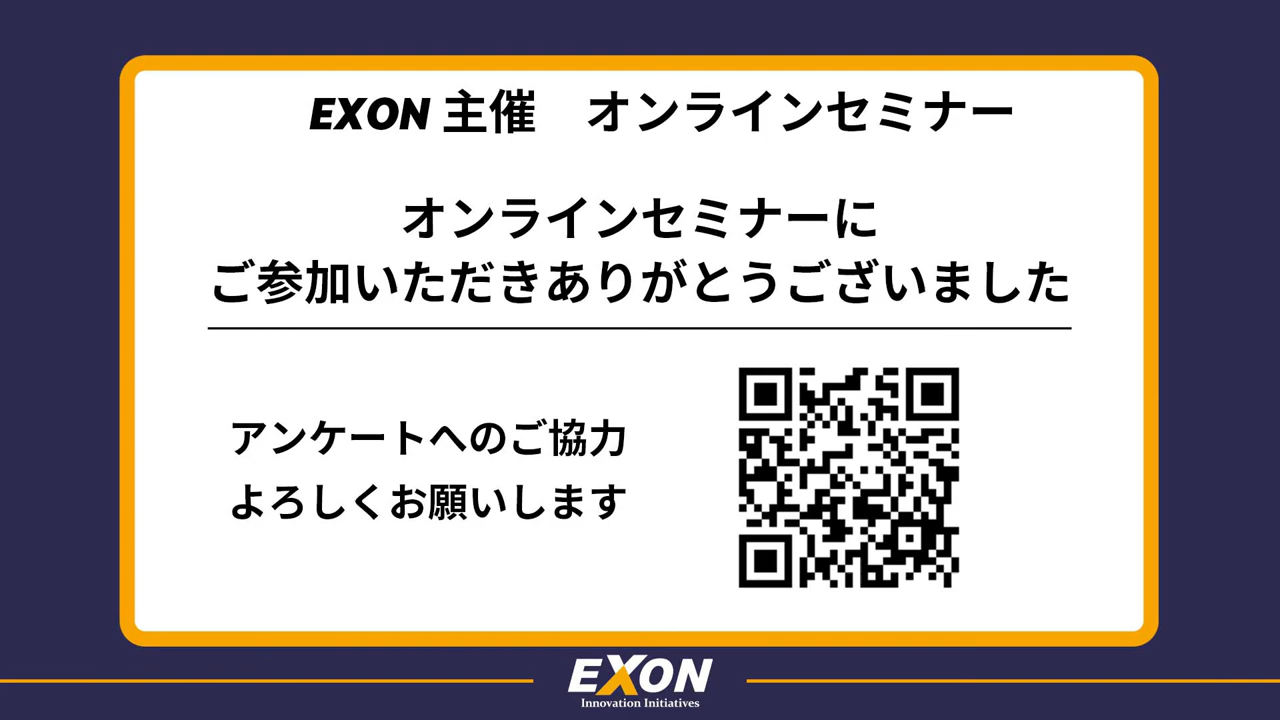 EXON 主催　オンラインセミナー
オンラインセミナーに
ご参加いただきありがとうございました
アンケートへのご協力
よろしくお願いします
EXON
Innovation Initiatives